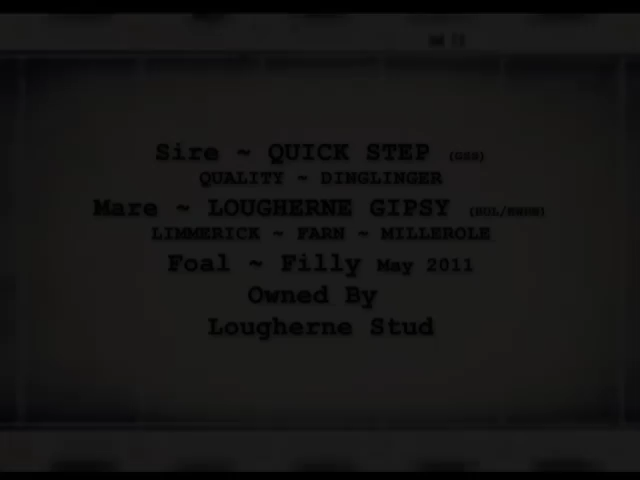 Sire ~ QUICK STEP
QUALITY ~ DINGLINGER
Mare ~ LOUGHERNE GIPSY
LIMMERICK ~ FARN ~ MILLEROLE
Foal ~ Filly May 2011
Owned By
Lougherne Stud